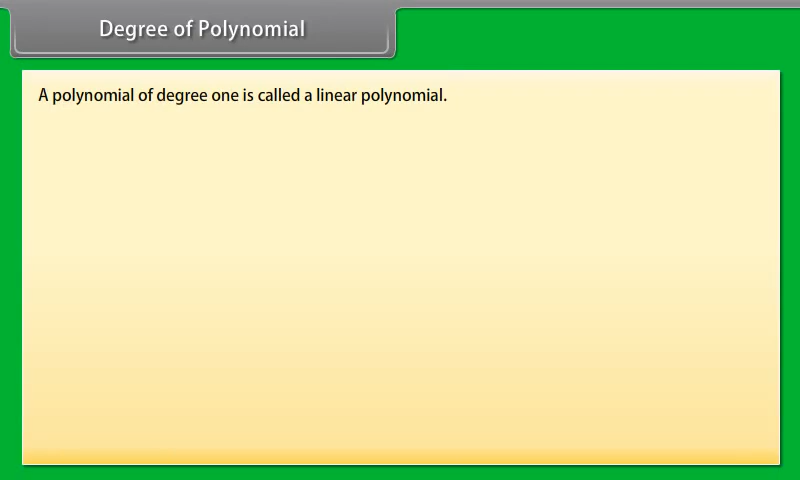 Degree of Polynomial
A polynomial of degree one is called a linear polynomial.